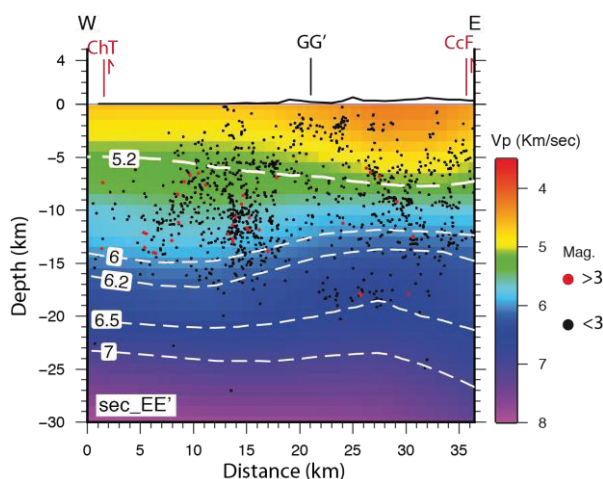 W E
ChT GG' CcF
4
0
−5
−10
−15
−20
−25
−30
Depth (km)
5.2
6
6.2
6.5
7
sec_EE'
0 5 10 15 20 25 30 35
Distance (km)
Vp (Km/sec)
4
5
6
7
8
Mag.
>3
<3